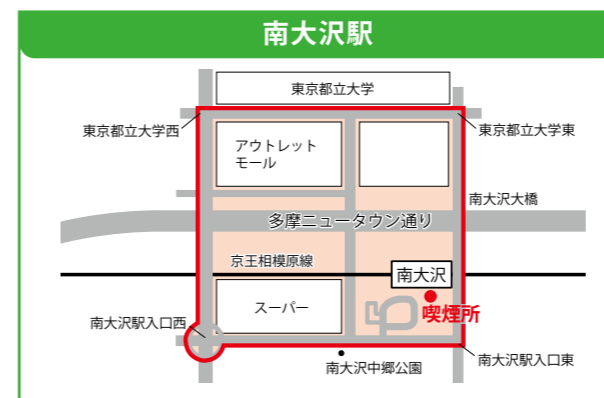 南大沢駅
東京都立大学
東京都立大学西
東京都立大学東
アウトレット
モール
南大沢大橋
多摩ニュータウン通り
京王相模原線
南大沢
スーパー
喫煙所
南大沢駅入口西
南大沢中郷公園
南大沢駅入口東